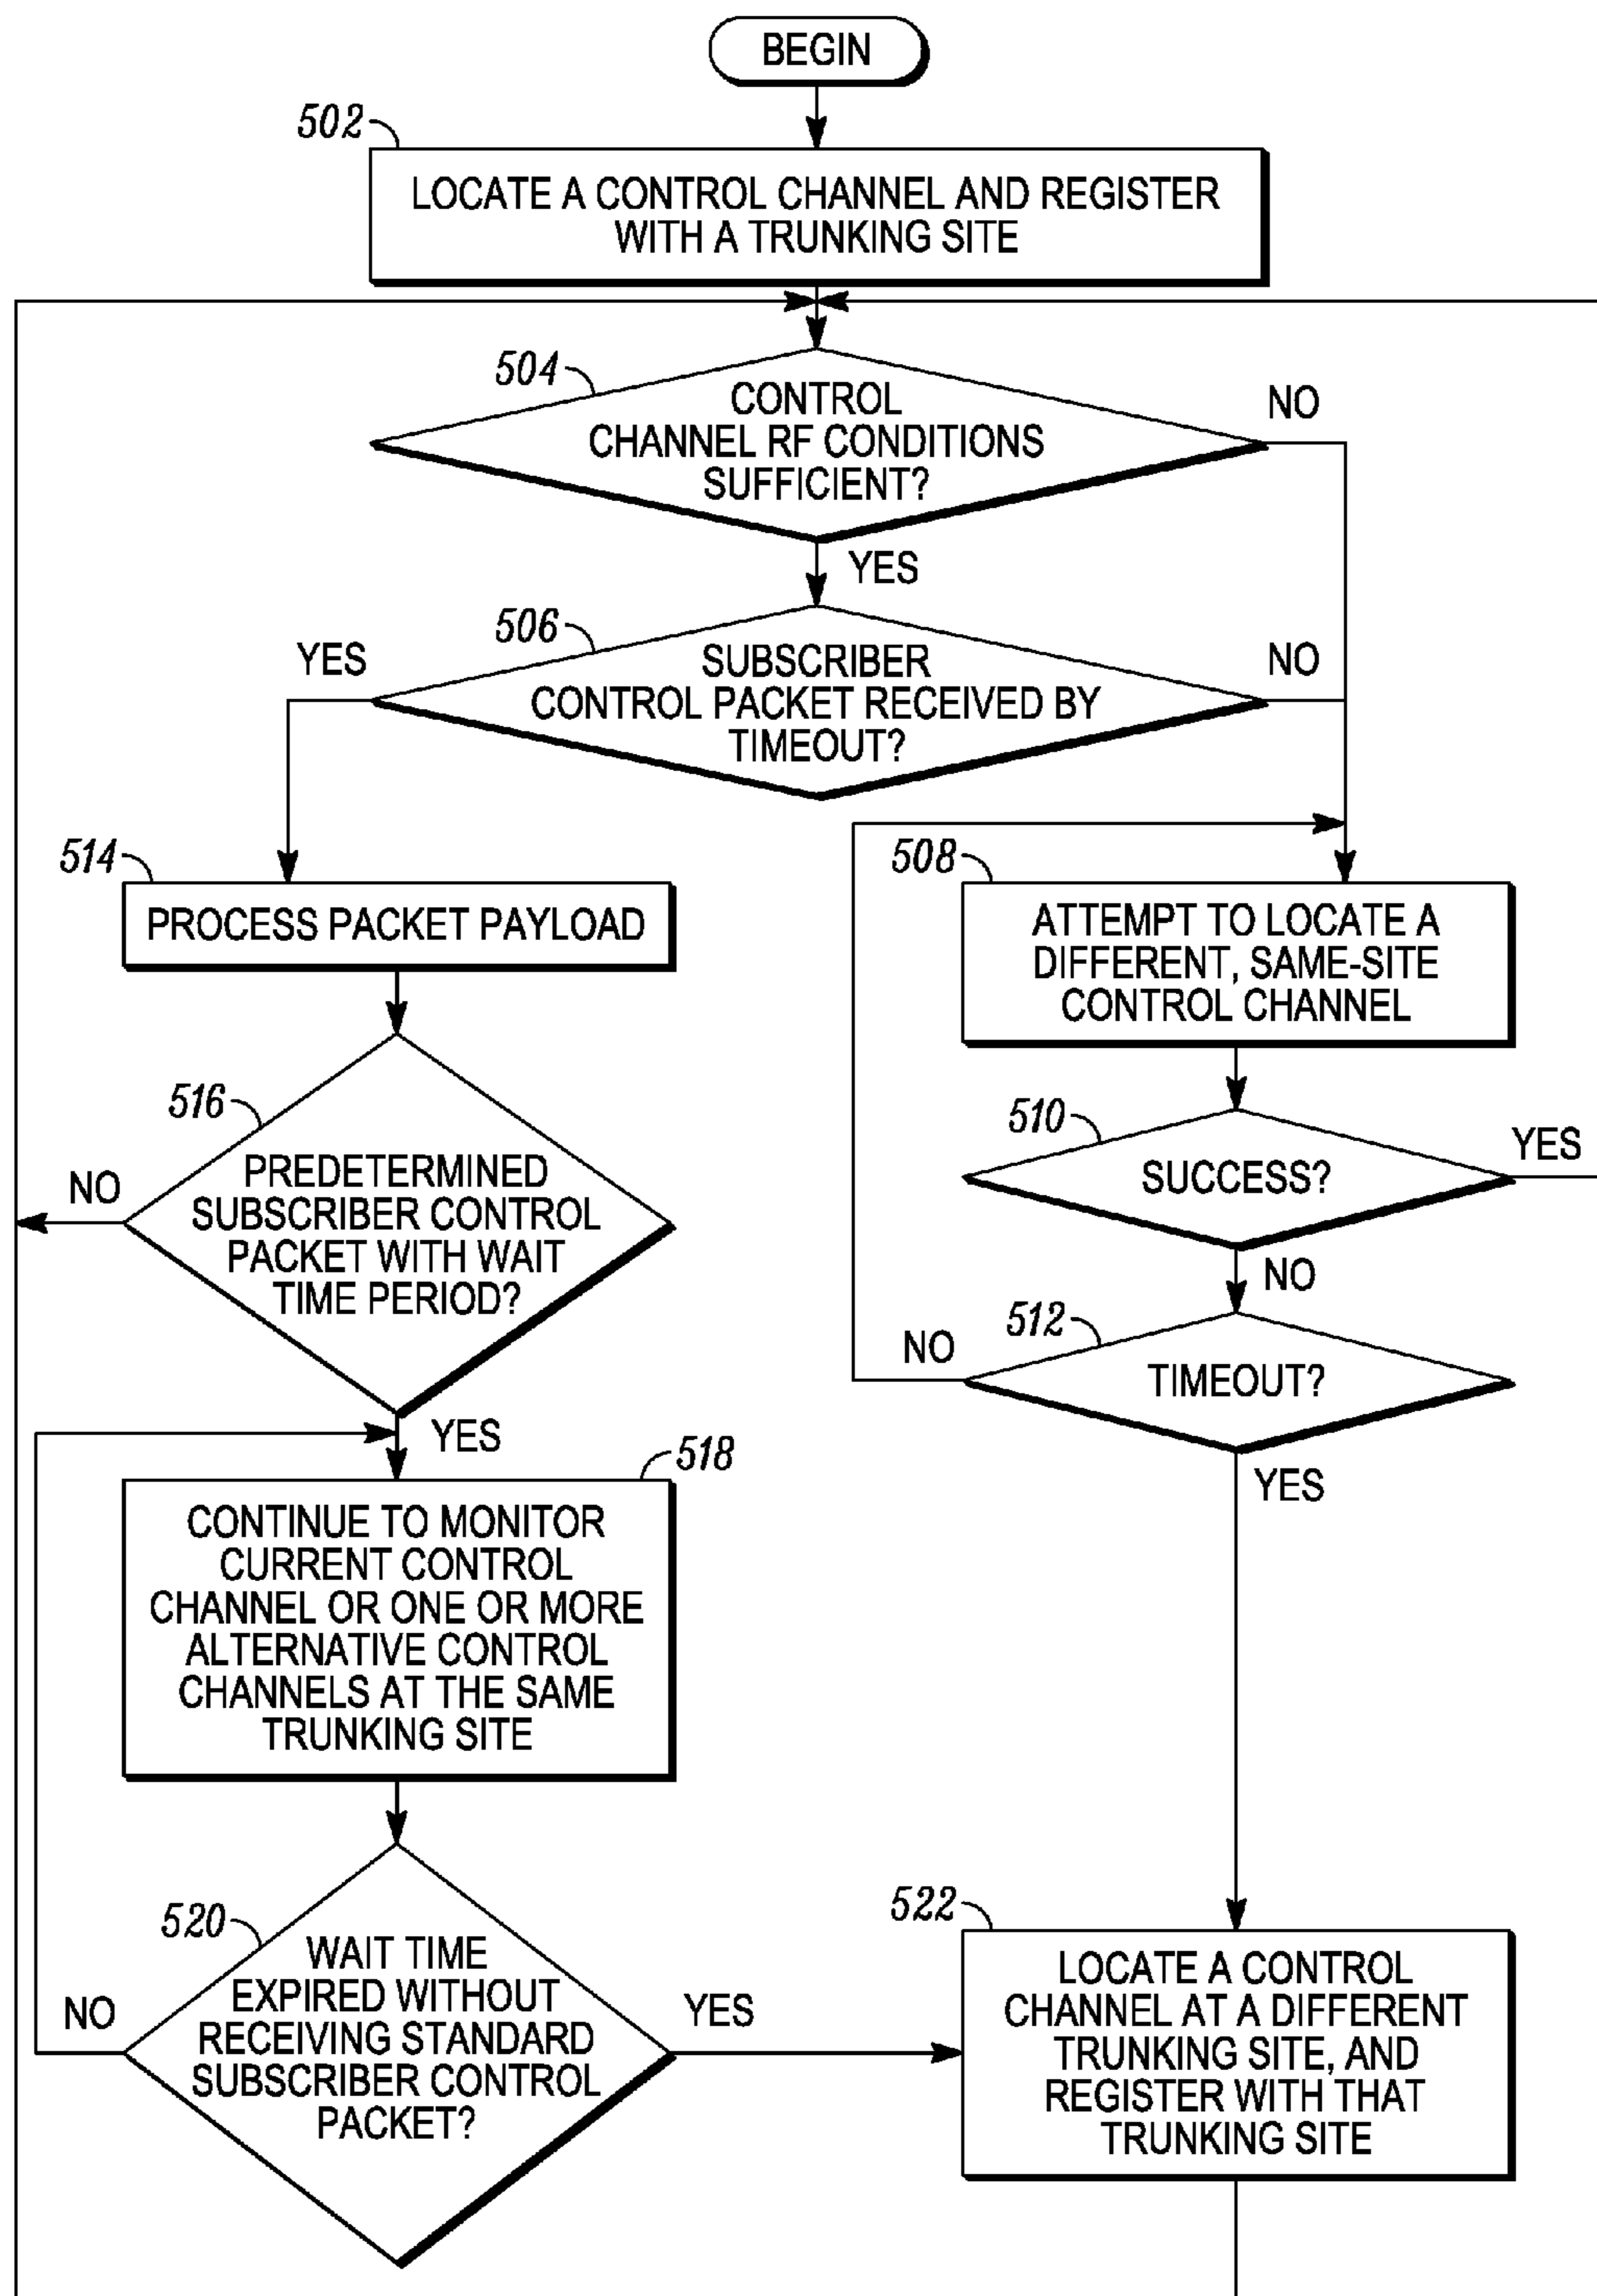 BEGIN
502
LOCATE A CONTROL CHANNEL AND REGISTER
WITH A TRUNKING SITE
504
CONTROL
CHANNEL RF CONDITIONS
SUFFICIENT?
NO
YES
506
SUBSCRIBER
CONTROL PACKET RECEIVED BY
TIMEOUT?
YES
NO
514
PROCESS PACKET PAYLOAD
508
ATTEMPT TO LOCATE A
DIFFERENT, SAME-SITE
CONTROL CHANNEL
516
PREDETERMINED
SUBSCRIBER CONTROL
PACKET WITH WAIT
TIME PERIOD?
NO
YES
510
SUCCESS?
YES
NO
512
TIMEOUT?
NO
YES
518
CONTINUE TO MONITOR
CURRENT CONTROL
CHANNEL OR ONE OR MORE
ALTERNATIVE CONTROL
CHANNELS AT THE SAME
TRUNKING SITE
520
WAIT TIME
EXPIRED WITHOUT
RECEIVING STANDARD
SUBSCRIBER CONTROL
PACKET?
NO
YES
522
LOCATE A CONTROL
CHANNEL AT A DIFFERENT
TRUNKING SITE, AND
REGISTER WITH THAT
TRUNKING SITE